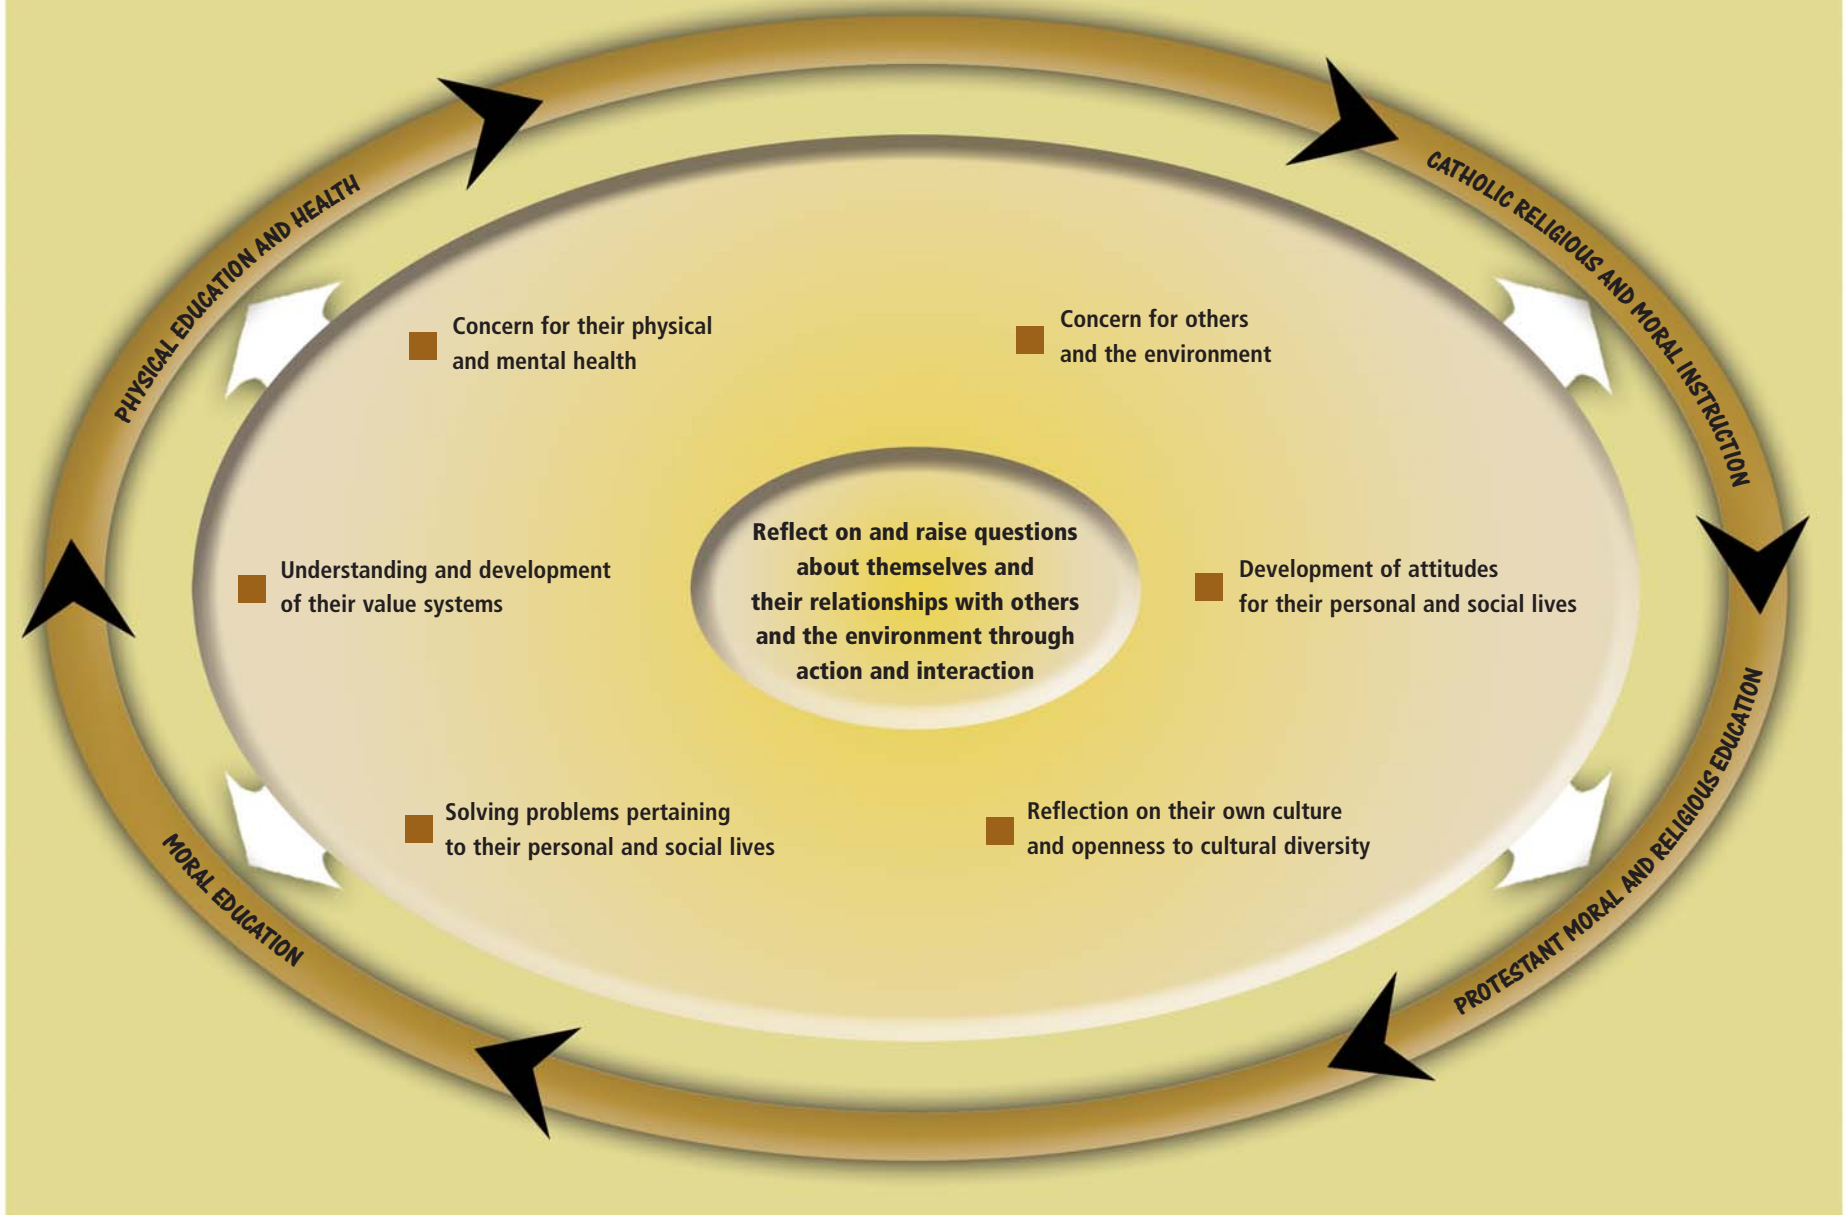 PHYSICAL EDUCATION AND HEALTH
CATHOLIC RELIGIOUS AND MORAL INSTRUCTION
Concern for their physical
and mental health
Concern for others
and the environment
Understanding and development
of their value systems
Reflect on and raise questions
about themselves and
their relationships with others
and the environment through
action and interaction
Development of attitudes
for their personal and social lives
Solving problems pertaining
to their personal and social lives
Reflection on their own culture
and openness to cultural diversity
MORAL EDUCATION
PROTESTANT MORAL AND RELIGIOUS EDUCATION